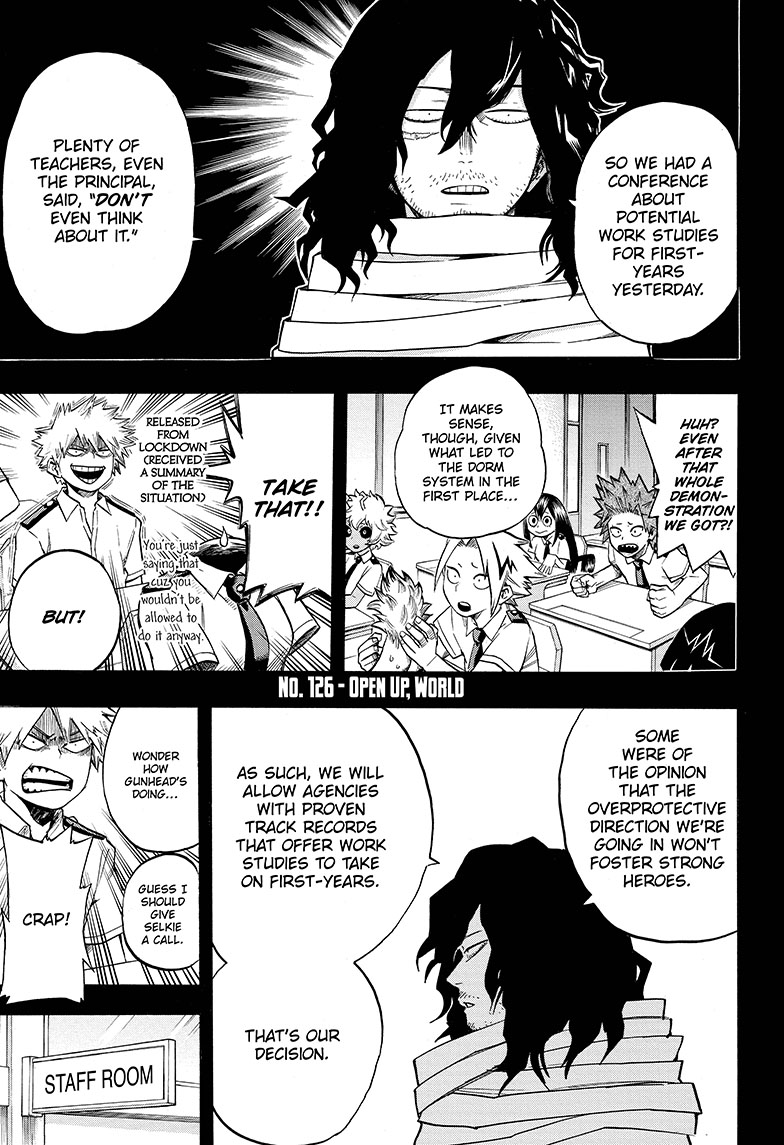 SO WE HAD A
CONFERENCE
ABOUT
POTENTIAL
WORK STUDIES
FOR FIRST-
YEARS
YESTERDAY.
PLENTY OF
TEACHERS, EVEN
THE PRINCIPAL,
SAID, "DON'T
EVEN THINK
ABOUT IT."
HUH?
EVEN
AFTER
THAT
WHOLE
DEMON-
STRATION
WE GOT?!
IT MAKES
SENSE,
THOUGH, GIVEN
WHAT LED TO
THE DORM
SYSTEM IN
THE FIRST
PLACE...
TAKE
THAT!!
RELEASED
FROM
LOCKDOWN
(RECEIVED
A SUMMARY
OF THE
SITUATION)
You're just
saying that
cuz you
wouldn't be
allowed to
do it anyway.
BUT!
No. 126 - OPEN UP, WORLD
SOME
WERE OF
THE OPINION
THAT THE
OVERPROTECTIVE
DIRECTION WE'RE
GOING IN WON'T
FOSTER STRONG
HEROES.
AS SUCH, WE WILL
ALLOW AGENCIES
WITH PROVEN
TRACK RECORDS
THAT OFFER WORK
STUDIES TO TAKE
ON FIRST-YEARS.
THAT'S OUR
DECISION.
WONDER
HOW
GUNHEAD'S
DOING...
GUESS I
SHOULD
GIVE
SELKIE
A CALL.
CRAP!
STAFF ROOM